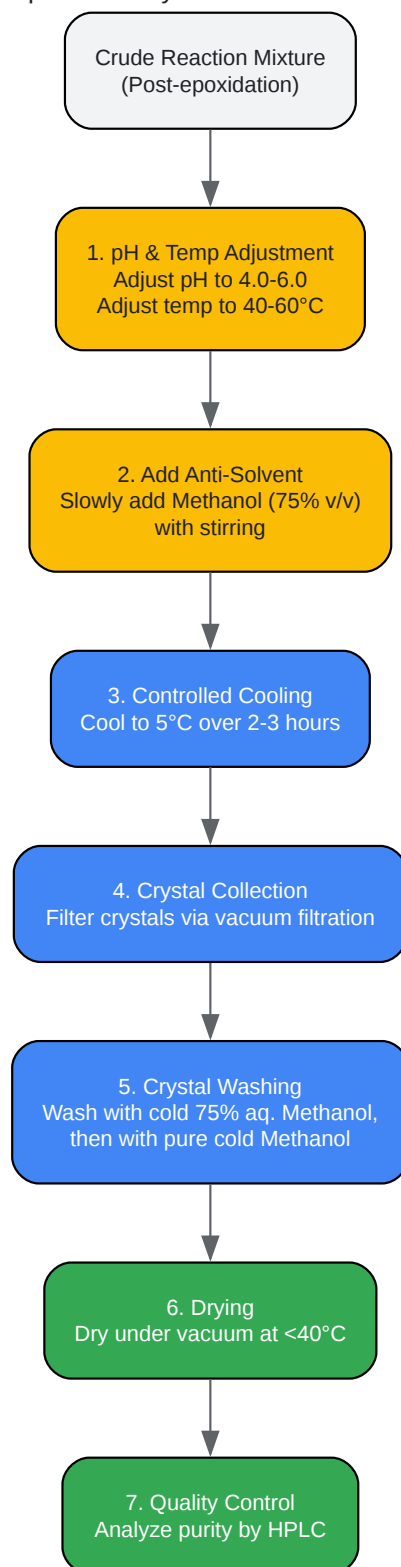 Crude Reaction Mixture
(Post-epoxidation)
1. pH & Temp Adjustment
Adjust pH to 4.0-6.0
Adjust temp to 40-60°C
2. Add Anti-Solvent
Slowly add Methanol (75% v/v)
with stirring
3. Controlled Cooling
Cool to 5°C over 2-3 hours
4. Crystal Collection
Filter crystals via vacuum filtration
5. Crystal Washing
Wash with cold 75% aq. Methanol,
then with pure cold Methanol
6. Drying
Dry under vacuum at <40°C
7. Quality Control
Analyze purity by HPLC